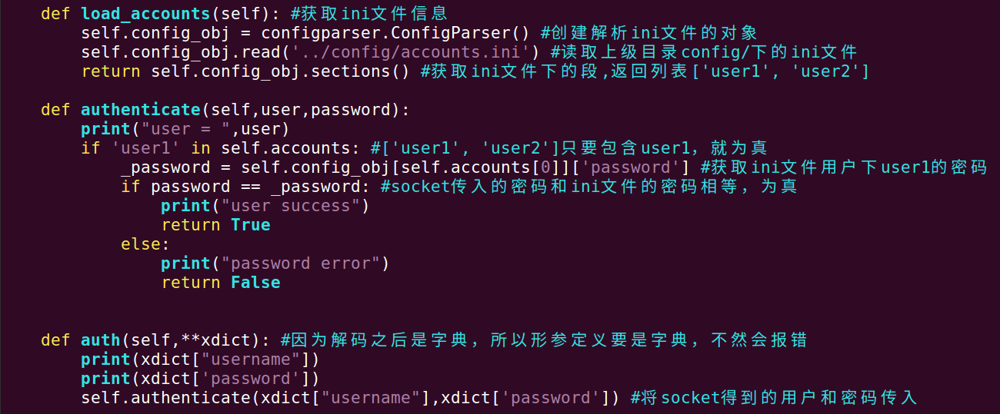 def load_accounts(self): #获取ini文件信息
self.config_obj = configparser.ConfigParser() #创建解析ini文件的对象
self.config_obj.read('../config/accounts.ini') #读取上级目录config/下的ini文件
return self.config_obj.sections() #获取ini文件下的段,返回列表['user1', 'user2']
def authenticate(self,user,password):
print("user = ",user)
if 'user1' in self.accounts: #['user1', 'user2']只要包含user1，就为真
_password = self.config_obj[self.accounts[0]]['password'] #获取ini文件用户下user1的密码
if password == _password: #socket传入的密码和ini文件的密码相等，为真
print("user success")
return True
else:
print("password error")
return False
def auth(self,**xdict): #因为解码之后是字典，所以形参定义要是字典，不然会报错
print(xdict["username"])
print(xdict['password'])
self.authenticate(xdict["username"],xdict['password']) #将socket得到的用户和密码传入